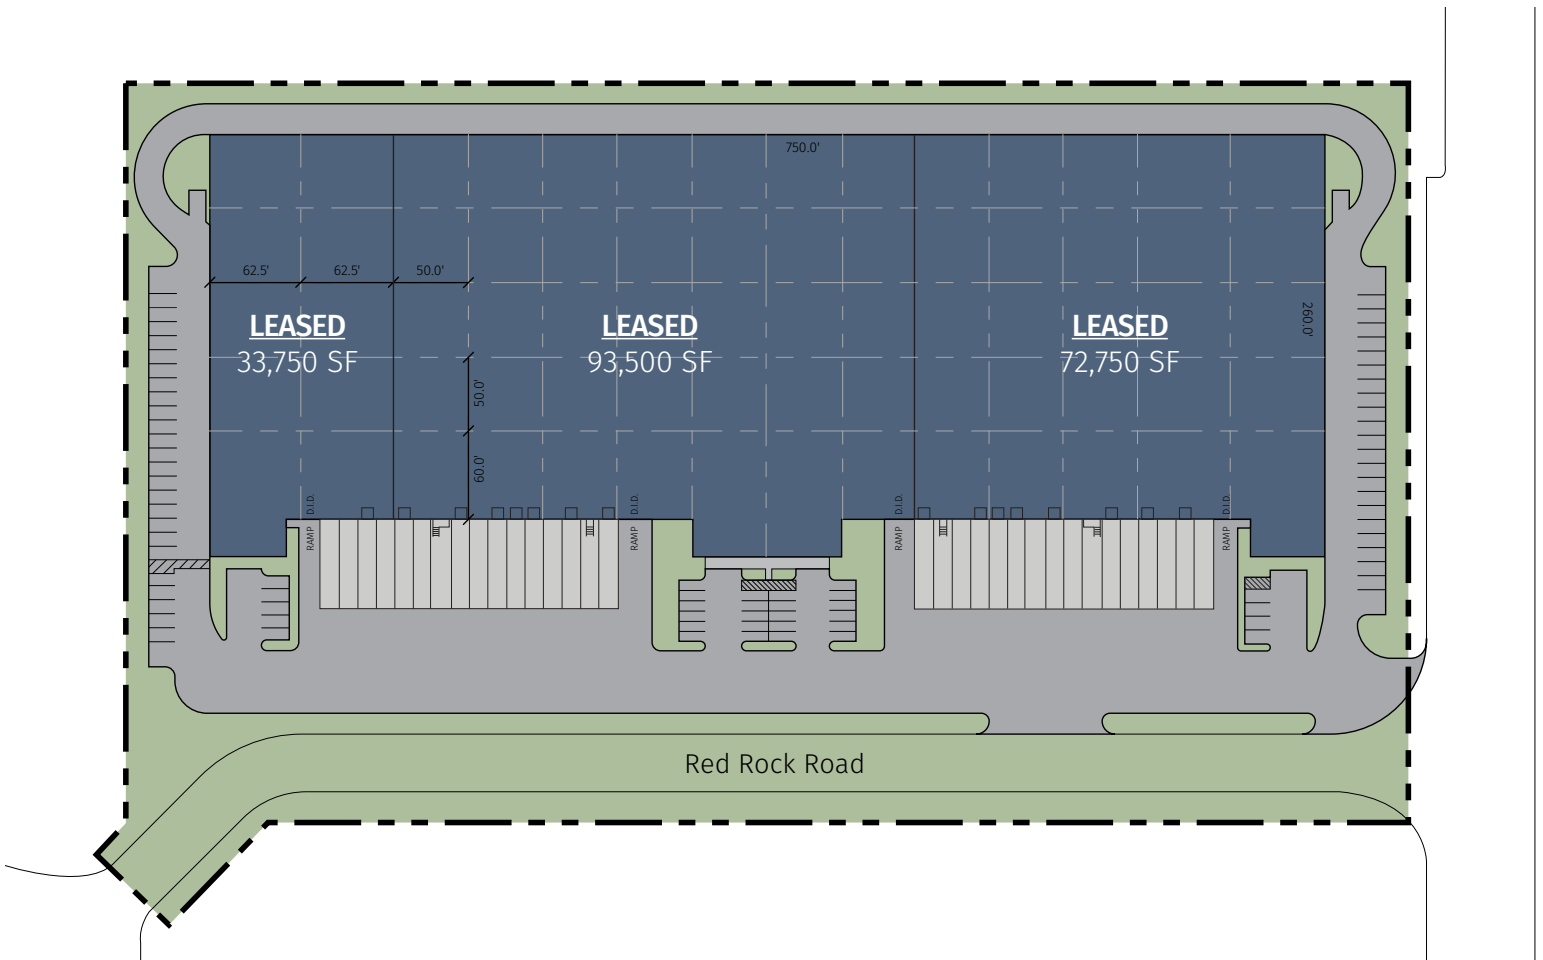 750.0'
62.5'
62.5'
50.0'
260.0'
LEASED
33,750 SF
LEASED
93,500 SF
LEASED
72,750 SF
50.0'
60.0'
D.I.D.
D.I.D.
D.I.D.
D.I.D.
RAMP
RAMP
RAMP
RAMP
Red Rock Road